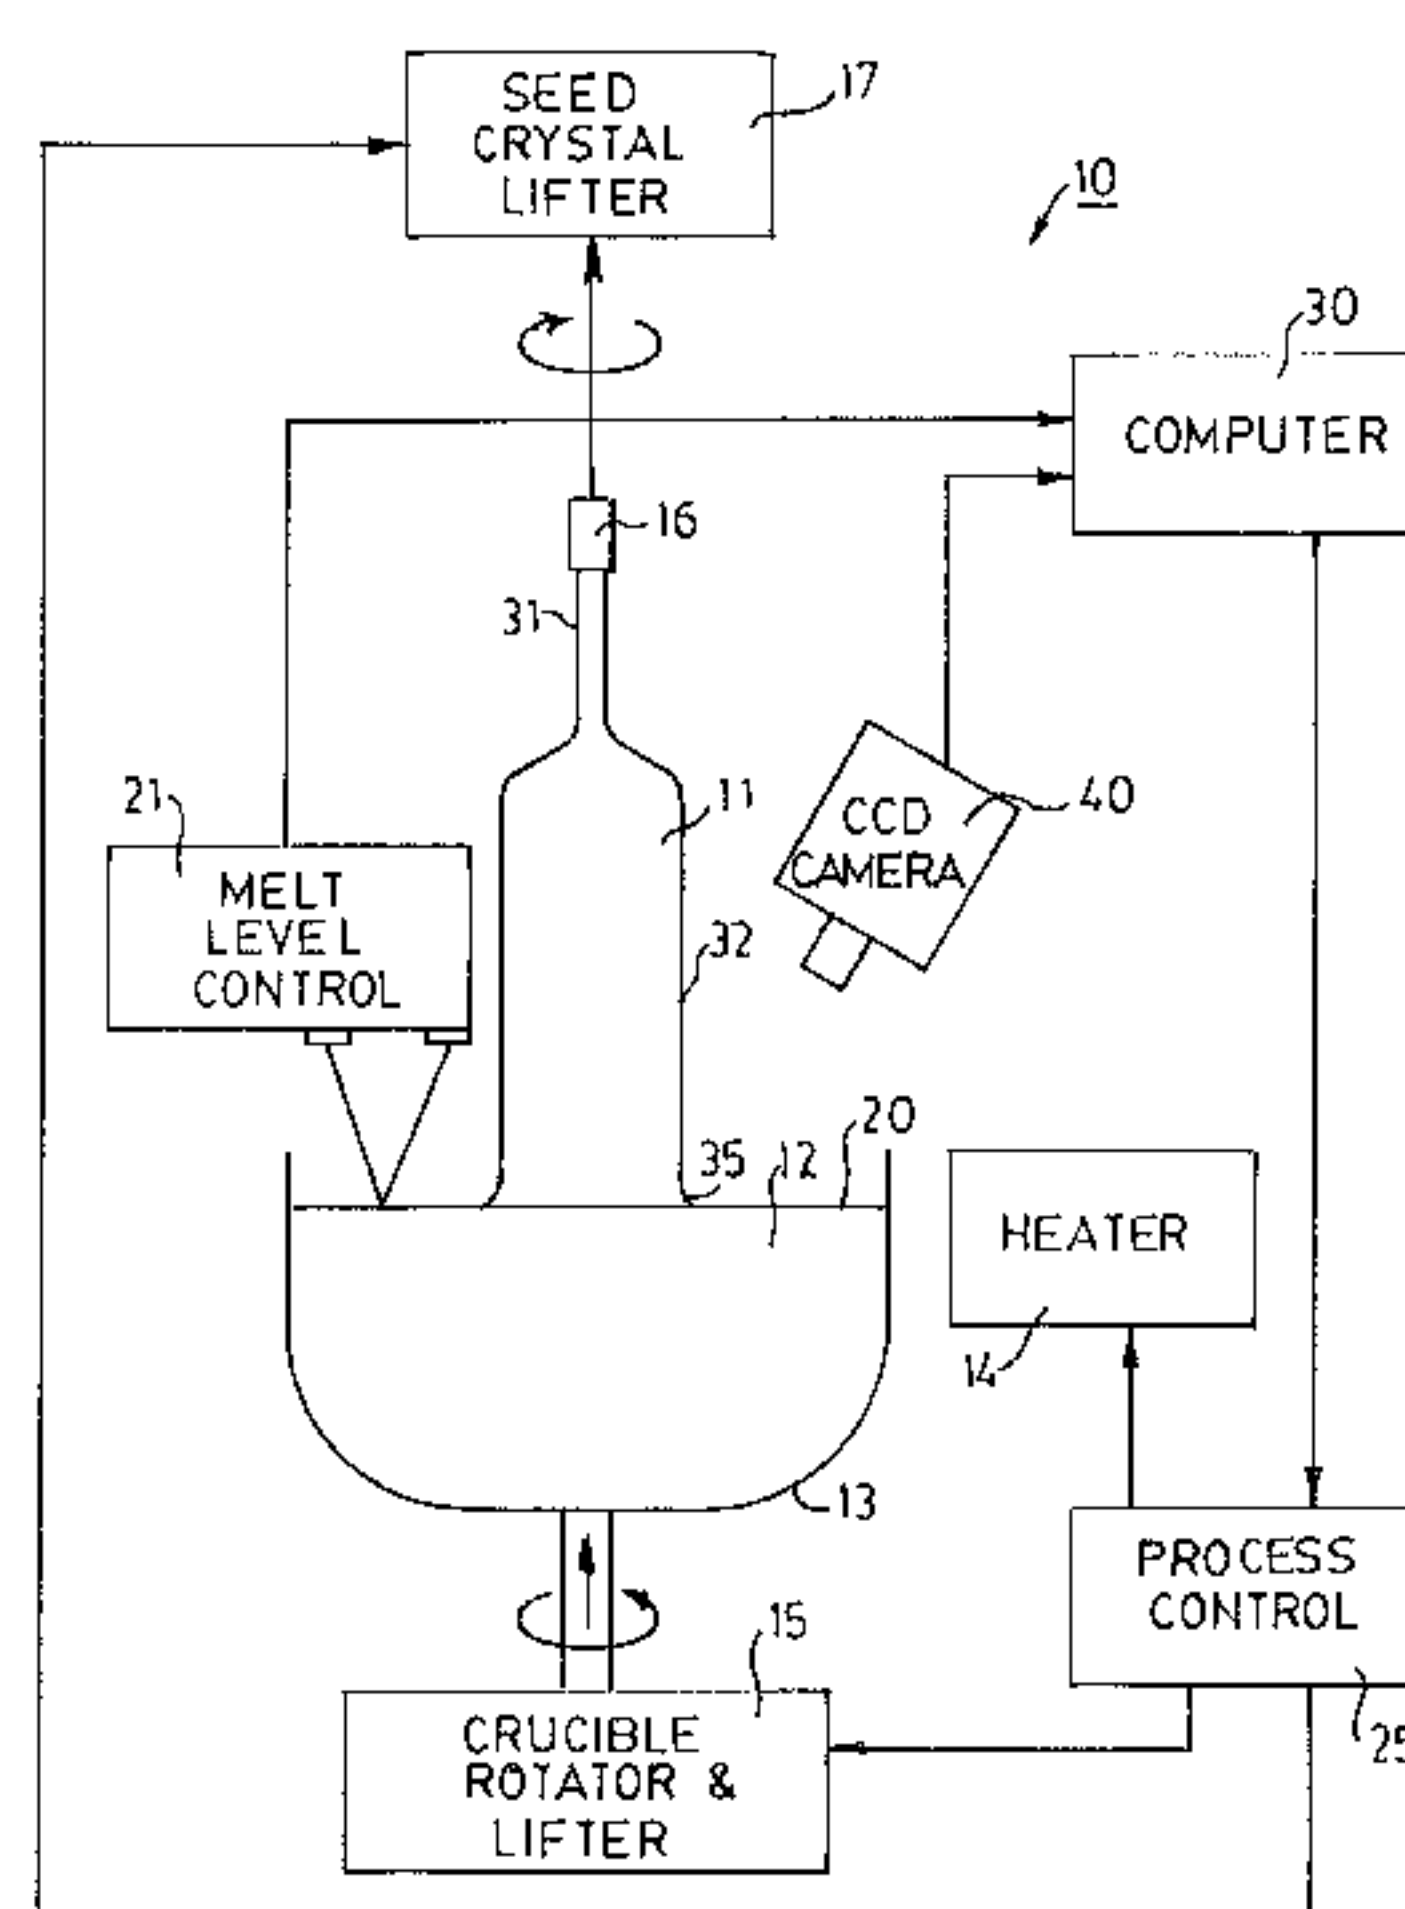 SEED
CRYSTAL
LIFTER
17
10
30
COMPUTER
16
31
21
11
40
CCD
CAMERA
MELT
LEVEL
CONTROL
32
20
35
12
HEATER
14
13
PROCESS
CONTROL
15
25
CRUCIBLE
ROTATOR &
LIFTER